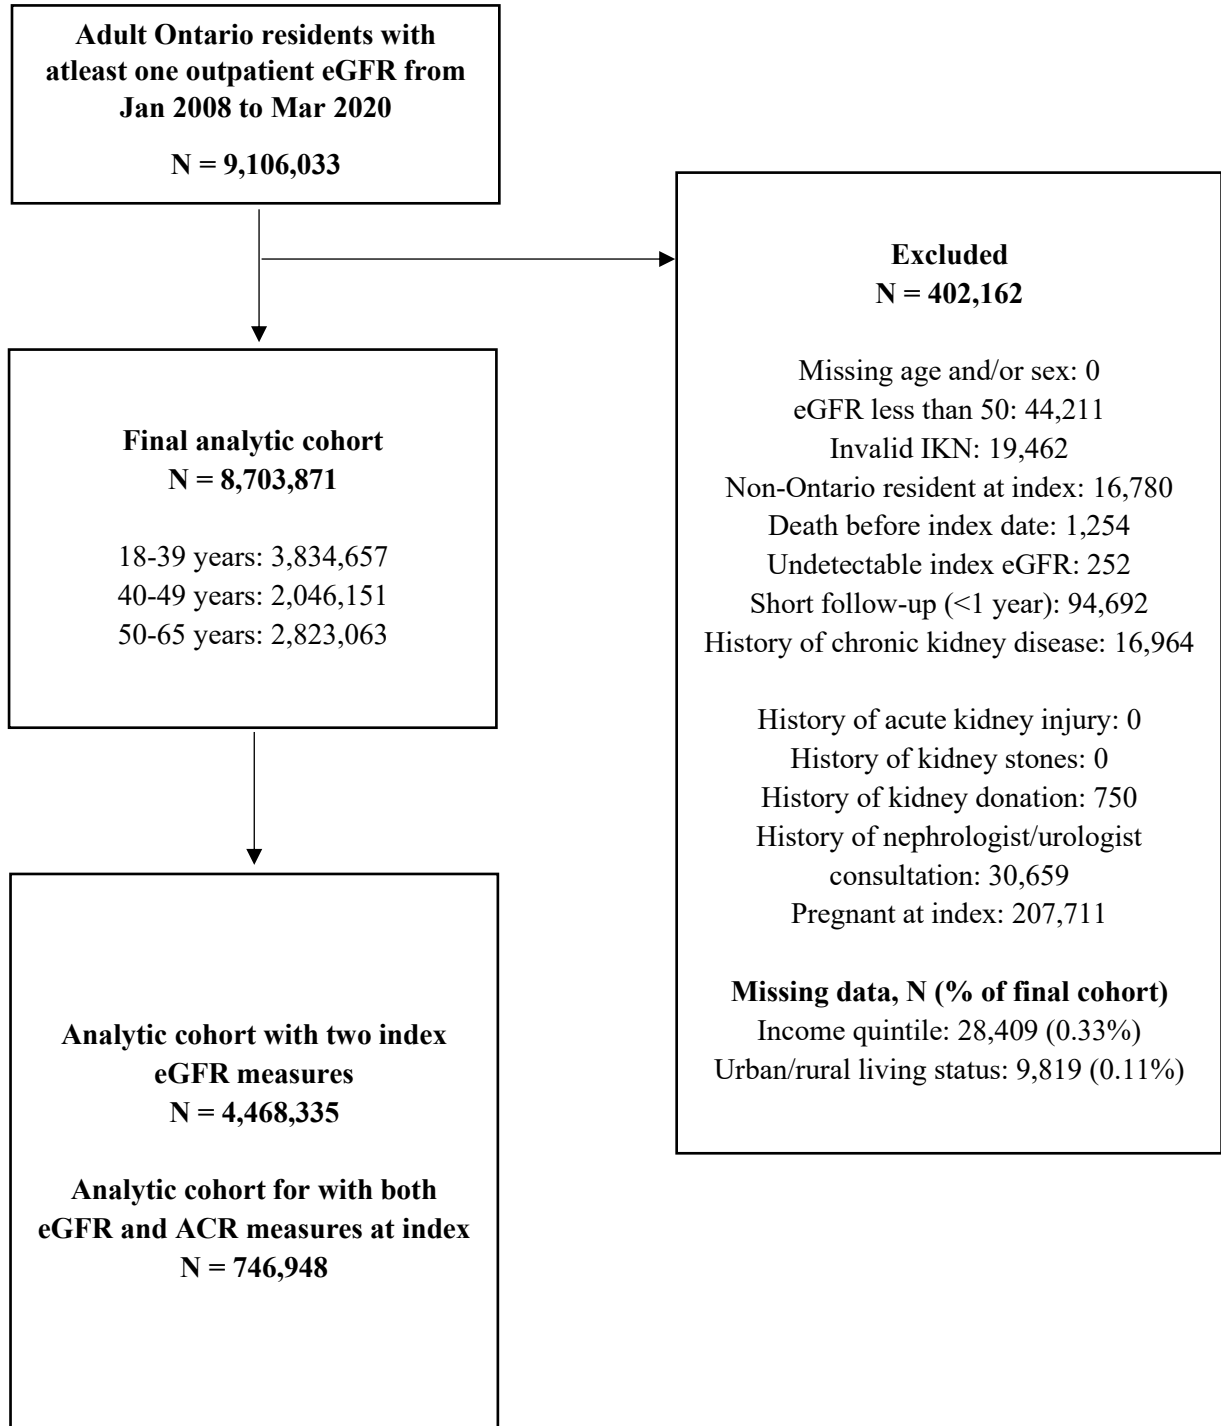 Adult Ontario residents with
atleast one outpatient eGFR from
Jan 2008 to Mar 2020
N = 9,106,033
Excluded
N = 402,162
Missing age and/or sex: 0
eGFR less than 50: 44,211
Invalid IKN: 19,462
Non-Ontario resident at index: 16,780
Death before index date: 1,254
Undetectable index eGFR: 252
Short follow-up (<1 year): 94,692
History of chronic kidney disease: 16,964
History of acute kidney injury: 0
History of kidney stones: 0
History of kidney donation: 750
History of nephrologist/urologist
consultation: 30,659
Pregnant at index: 207,711
Missing data, N (% of final cohort)
Income quintile: 28,409 (0.33%)
Urban/rural living status: 9,819 (0.11%)
Final analytic cohort
N = 8,703,871
18-39 years: 3,834,657
40-49 years: 2,046,151
50-65 years: 2,823,063
Analytic cohort with two index
eGFR measures
N = 4,468,335
Analytic cohort for with both
eGFR and ACR measures at index
N = 746,948